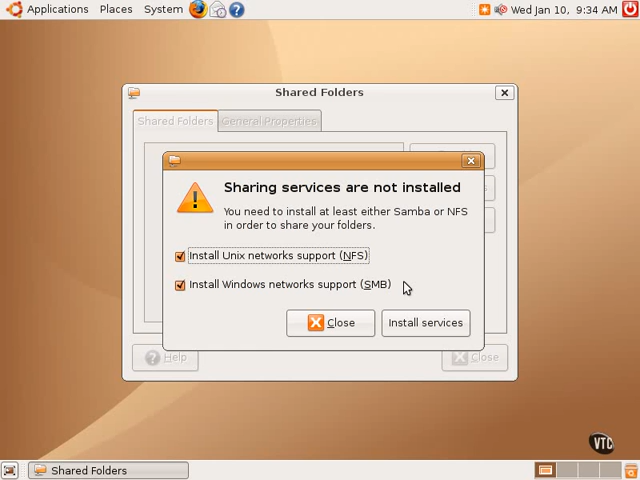 Applications Places System Wed Jan 10, 9:34 AM
Shared Folders
Shared Folders General Properties
Sharing services are not installed
You need to install at least either Samba or NFS
in order to share your folders.
Install Unix networks support (NFS)
Install Windows networks support (SMB)
Close Install services
Help Close
VTC
Shared Folders